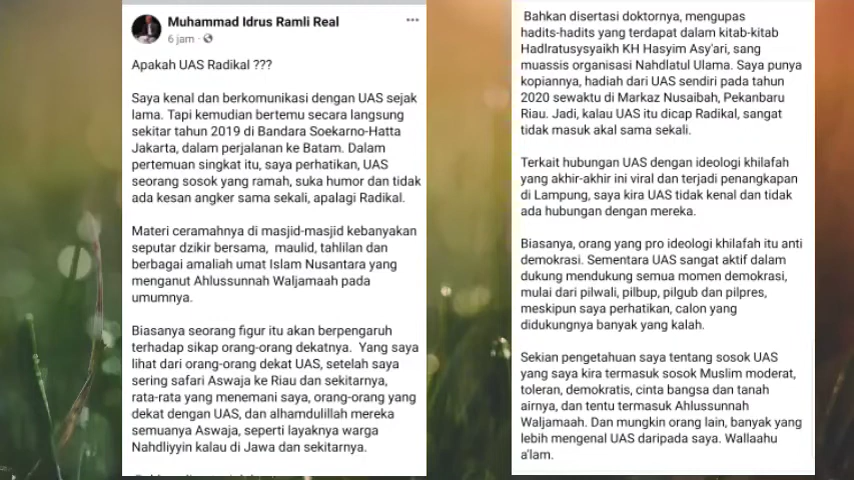 Muhammad Idrus Ramli Real
6 jam
Apakah UAS Radikal ???
Saya kenal dan berkomunikasi dengan UAS sejak
lama. Tapi kemudian bertemu secara langsung
sekitar tahun 2019 di Bandara Soekarno-Hatta
Jakarta, dalam perjalanan ke Batam. Dalam
pertemuan singkat itu, saya perhatikan, UAS
seorang sosok yang ramah, suka humor dan tidak
ada kesan angker sama sekali, apalagi Radikal.
Materi ceramahnya di masjid-masjid kebanyakan
seputar dzikir bersama, maulid, tahlilan dan
berbagai amaliah umat Islam Nusantara yang
menganut Ahlussunnah Waljamaah pada
umumnya.
Biasanya seorang figur itu akan berpengaruh
terhadap sikap orang-orang dekatnya. Yang saya
lihat dari orang-orang dekat UAS, setelah saya
sering safari Aswaja ke Riau dan sekitarnya,
rata-rata yang menemani saya, orang-orang yang
dekat dengan UAS, dan alhamdulillah mereka
semuanya Aswaja, seperti layaknya warga
Nahdliyyin kalau di Jawa dan sekitarnya.
Bahkan disertasi doktornya, mengupas
hadits-hadits yang terdapat dalam kitab-kitab
Hadlratusysyaikh KH Hasyim Asy'ari, sang
muassis organisasi Nahdlatul Ulama. Saya punya
kopiannya, hadiah dari UAS sendiri pada tahun
2020 sewaktu di Markaz Nusaibah, Pekanbaru
Riau. Jadi, kalau UAS itu dicap Radikal, sangat
tidak masuk akal sama sekali.
Terkait hubungan UAS dengan ideologi khilafah
yang akhir-akhir ini viral dan terjadi penangkapan
di Lampung, saya kira UAS tidak kenal dan tidak
ada hubungan dengan mereka.
Biasanya, orang yang pro ideologi khilafah itu anti
demokrasi. Sementara UAS sangat aktif dalam
dukung mendukung semua momen demokrasi,
mulai dari pilwali, pilbup, pilgub dan pilpres,
meskipun saya perhatikan, calon yang
didukungnya banyak yang kalah.
Sekian pengetahuan saya tentang sosok UAS
yang saya kira termasuk sosok Muslim moderat,
toleran, demokratis, cinta bangsa dan tanah
airnya, dan tentu termasuk Ahlussunnah
Waljamaah. Dan mungkin orang lain, banyak yang
lebih mengenal UAS daripada saya. Wallaahu
a'lam.